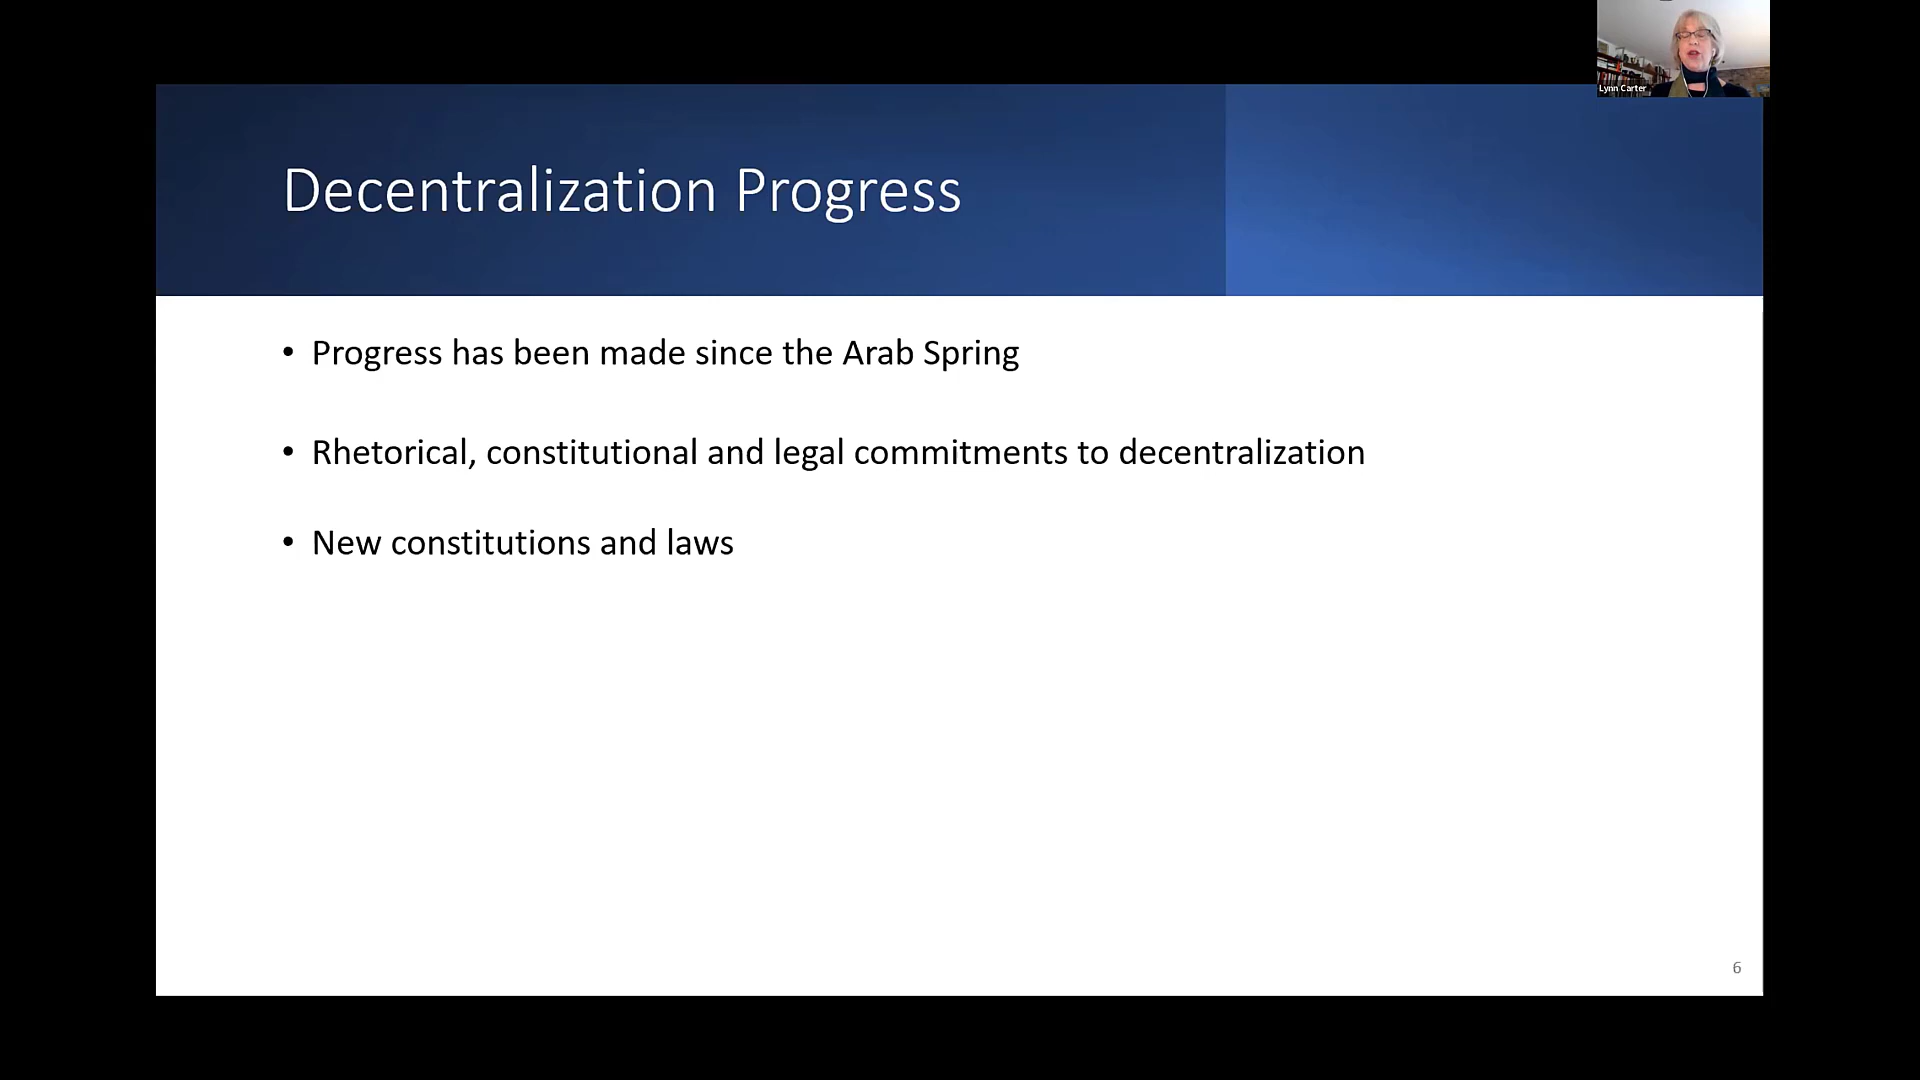 Lynn Carter
Decentralization Progress
• Progress has been made since the Arab Spring
• Rhetorical, constitutional and legal commitments to decentralization
• New constitutions and laws
6